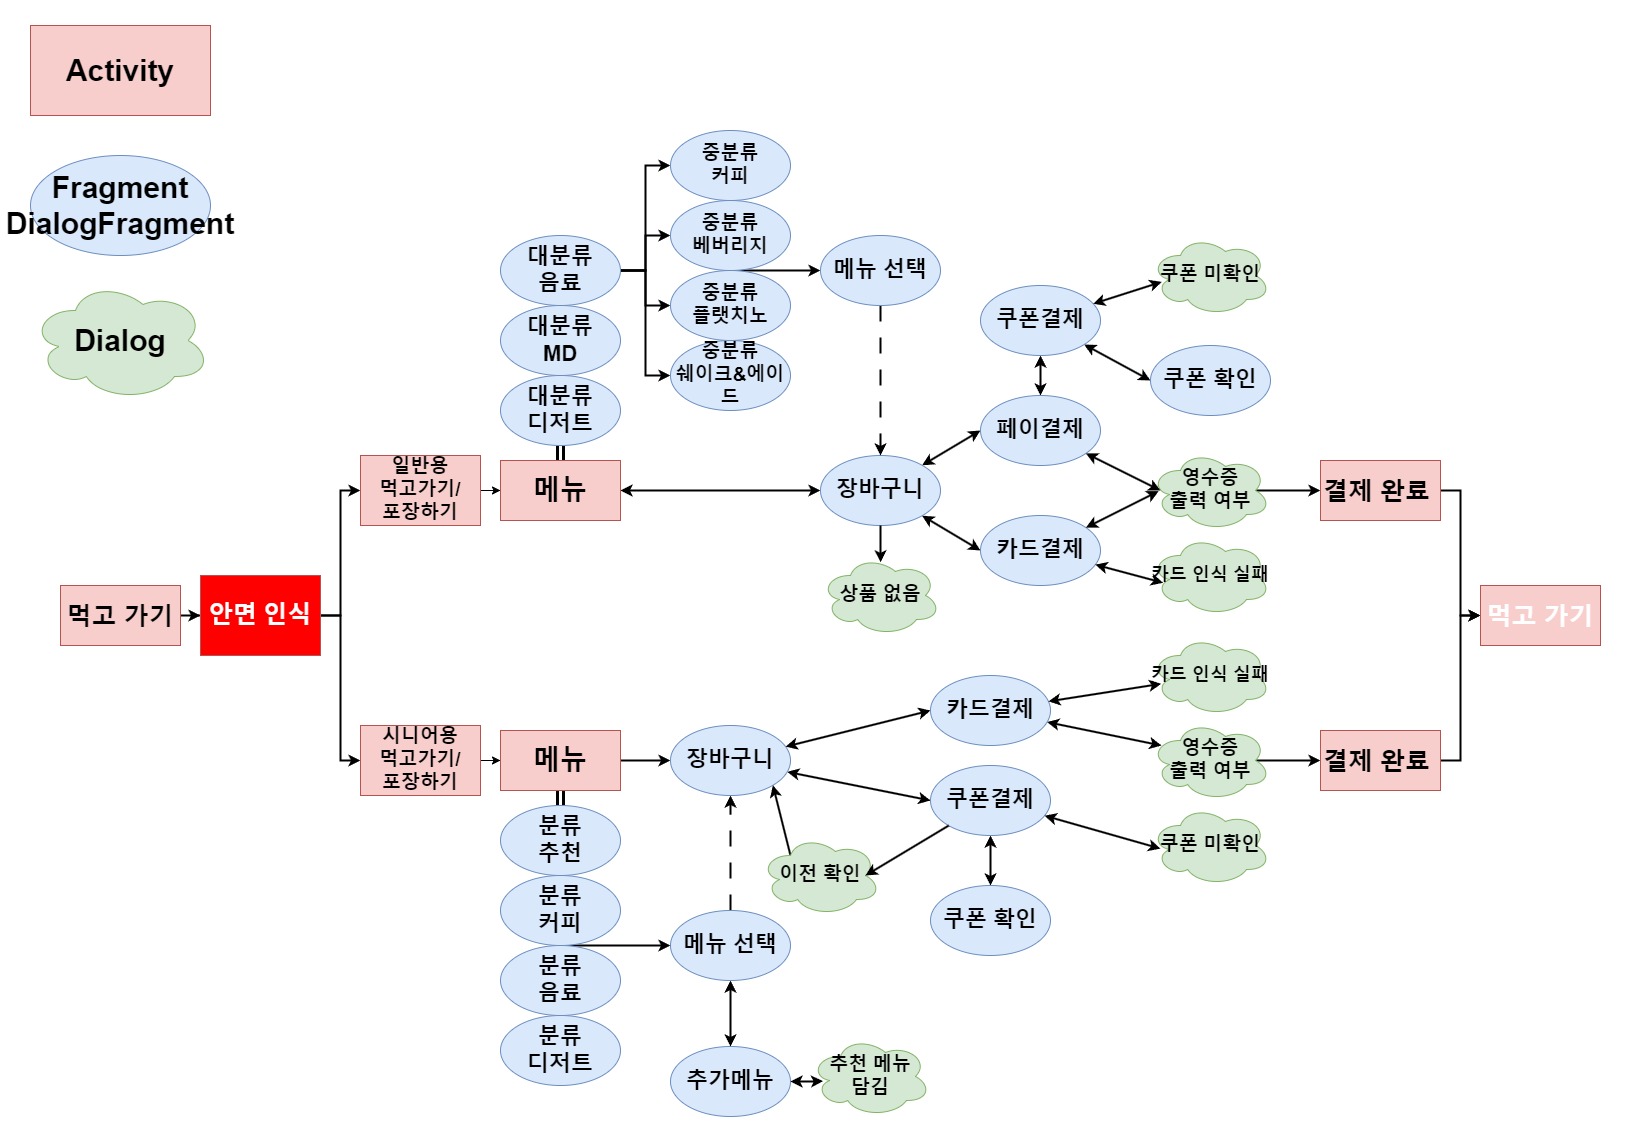 Activity
Fragment
DialogFragment
Dialog
중분류
커피
중분류
베버리지
중분류
플랫치노
중분류
쉐이크&에이
드
대분류
음료
대분류
MD
대분류
디저트
메뉴 선택
쿠폰 미확인
쿠폰결제
쿠폰 확인
페이결제
일반용
먹고가기/
포장하기
메뉴
장바구니
영수증
출력 여부
결제 완료
카드결제
카드 인식 실패
상품 없음
먹고 가기
안면 인식
먹고 가기
카드 인식 실패
카드결제
시니어용
먹고가기/
포장하기
메뉴
장바구니
영수증
출력 여부
결제 완료
쿠폰결제
쿠폰 미확인
분류
추천
이전 확인
분류
커피
쿠폰 확인
메뉴 선택
분류
음료
분류
디저트
추가메뉴
추천 메뉴
담김